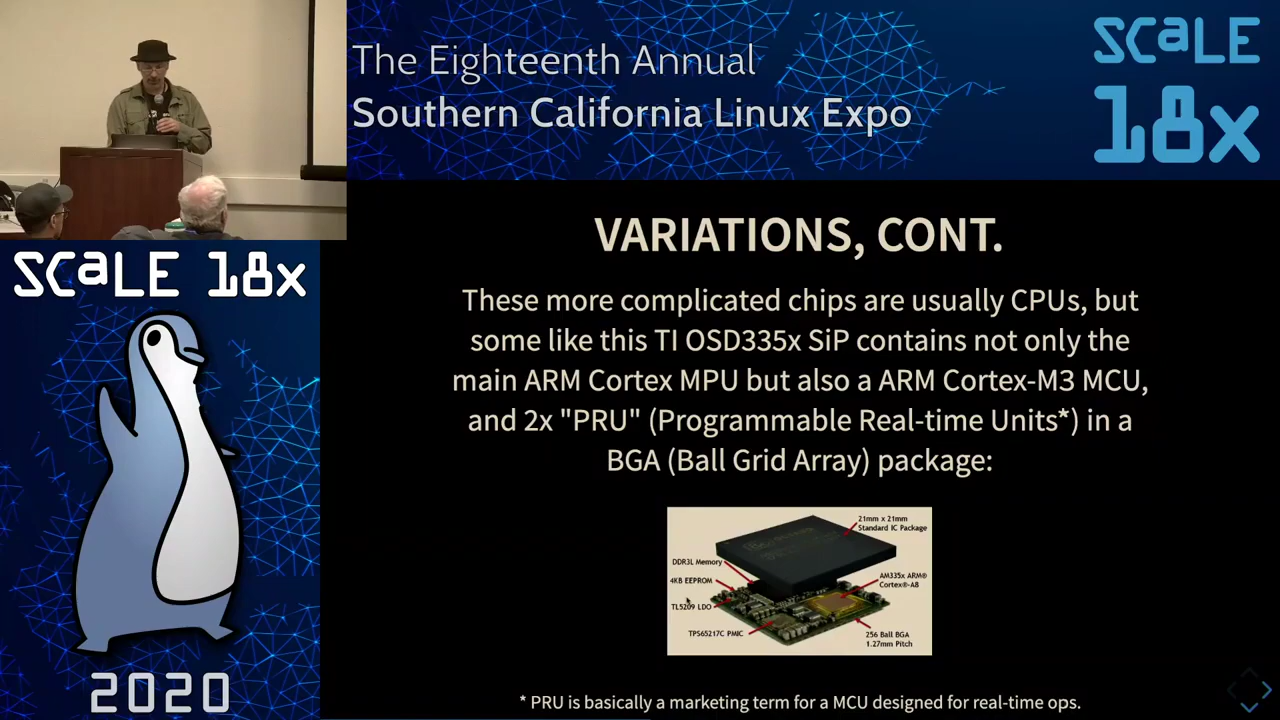 The Eighteenth Annual
Southern California Linux Expo
SCaLE
18x
SCaLE 18x
2020
VARIATIONS, CONT.
These more complicated chips are usually CPUs, but
some like this TI OSD335x SiP contains not only the
main ARM Cortex MPU but also a ARM Cortex-M3 MCU,
and 2x "PRU" (Programmable Real-time Units*) in a
BGA (Ball Grid Array) package:
21mm x 21mm
Standard IC Package
DDR3L Memory
4KB EEPROM
TL5209 LDO
TPS65217C PMIC
AM335x ARM®
Cortex®-A8
256 Ball BGA
1.27mm Pitch
* PRU is basically a marketing term for a MCU designed for real-time ops.